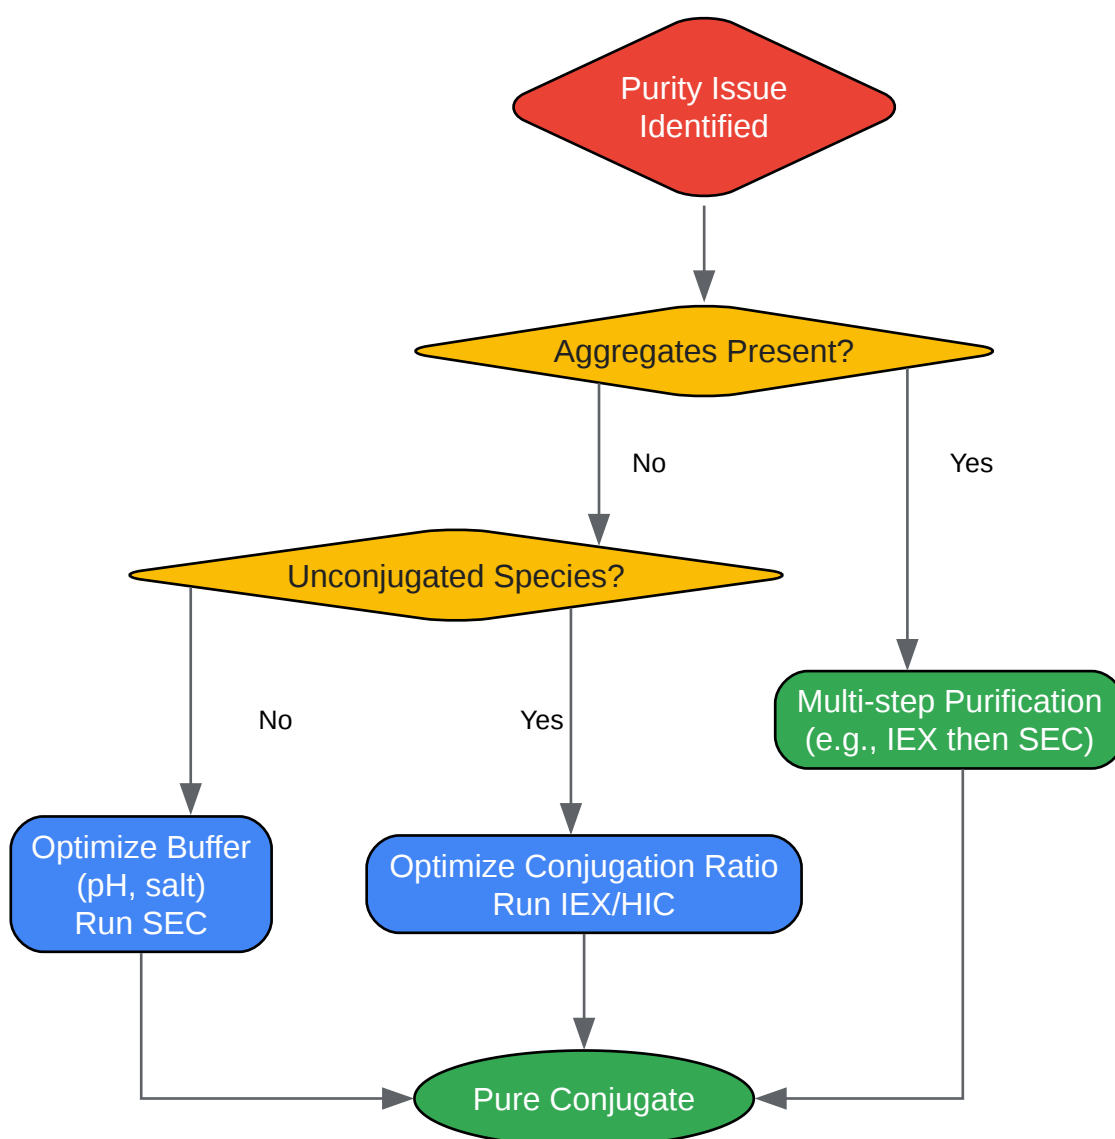 Purity Issue
Identified
Aggregates Present?
No
Yes
Unconjugated Species?
No
Yes
Multi-step Purification
(e.g., IEX then SEC)
Optimize Buffer
(pH, salt)
Run SEC
Optimize Conjugation Ratio
Run IEX/HIC
Pure Conjugate